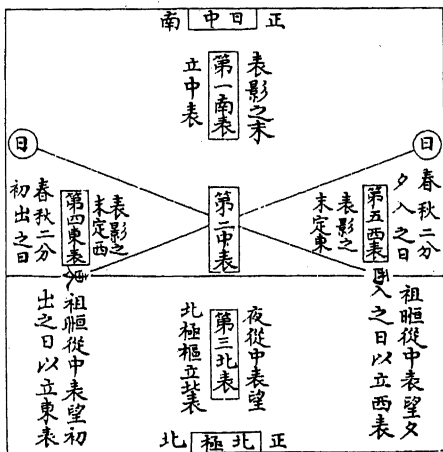 正日中南
表影之末
第一南表
立中表
日
日
春秋二分
夕入之日
第五西表
表影之
末定東
第二中表
表影之
末定西
第四東表
春秋二分
初出之日
祖暅從中表望夕
入之日以立西表
夜從中表望
第三北表
北極樞立北表
祖暅從中表望初
出之日以立東表
正北極北